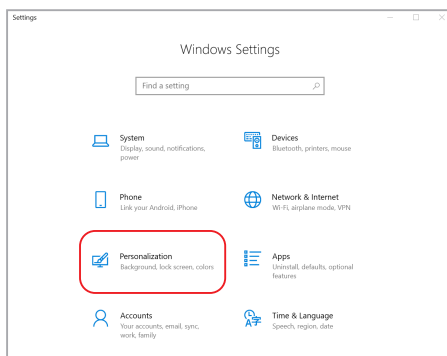 Settings
Windows Settings
Find a setting
System
Display, sound, notifications,
power
Devices
Bluetooth, printers, mouse
Phone
Link your Android, iPhone
Network & Internet
Wi-Fi, airplane mode, VPN
Personalization
Background, lock screen, colors
Apps
Uninstall, defaults, optional
features
Accounts
Your accounts, email, sync,
work, family
Time & Language
Speech, region, date